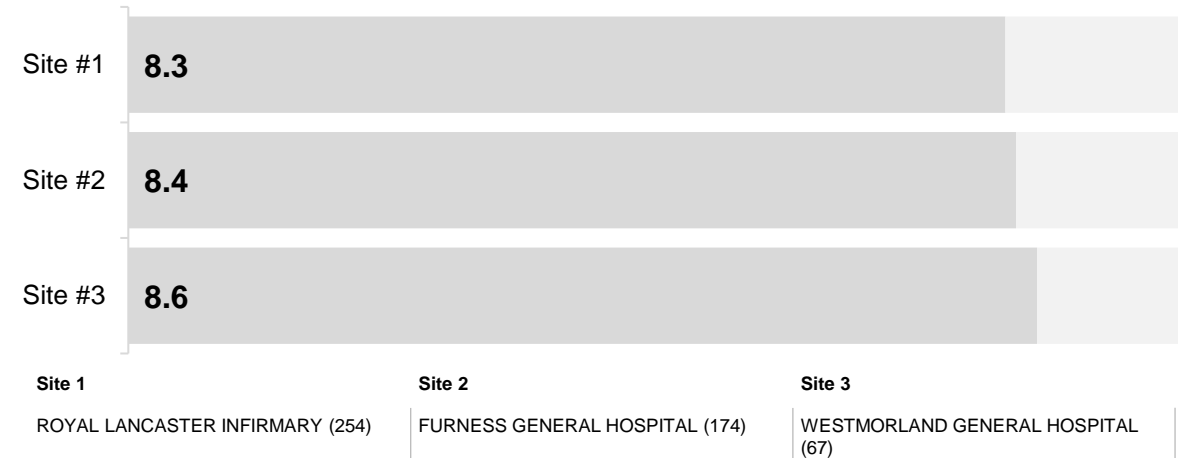 Site #1 8.3
Site #2 8.4
Site #3 8.6
Site 1 Site 2 Site 3
ROYAL LANCASTER INFIRMARY (254) FURNESS GENERAL HOSPITAL (174) WESTMORLAND GENERAL HOSPITAL
(67)